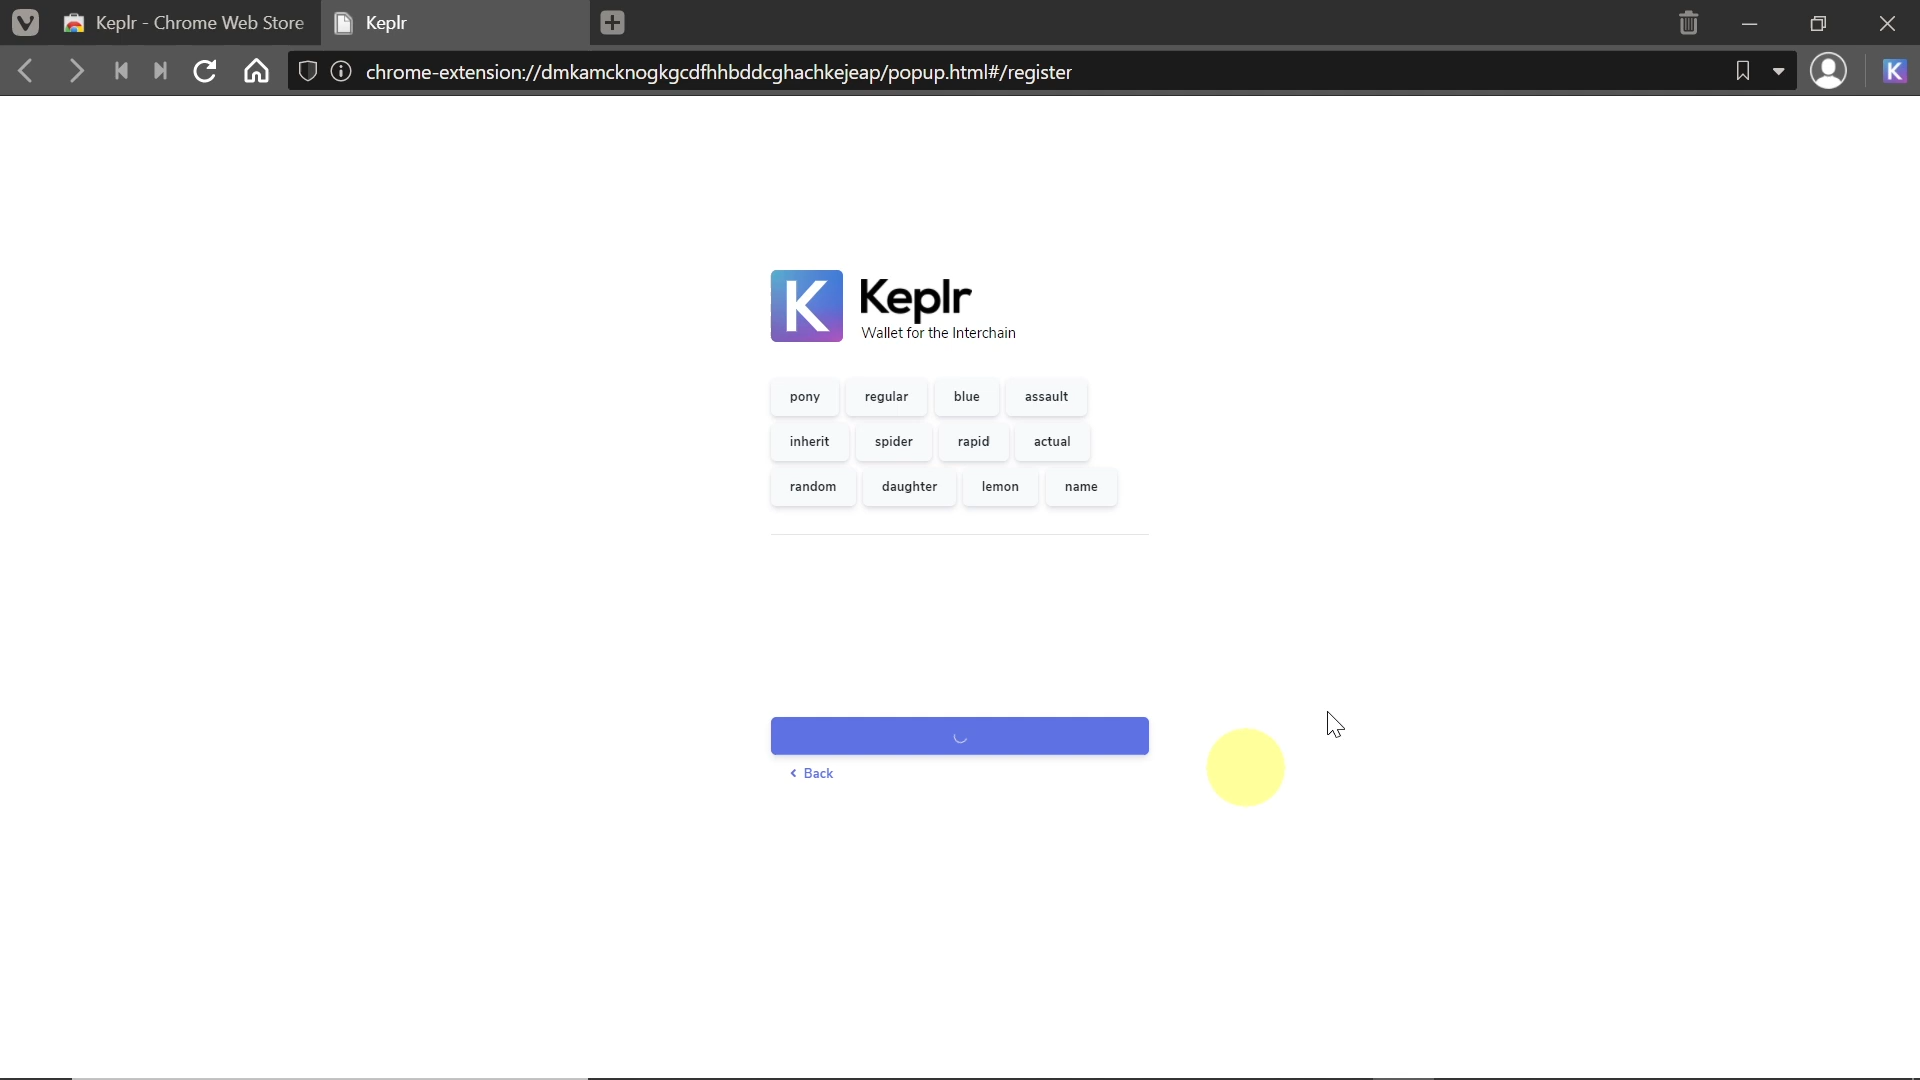 Keplr - Chrome Web Store
Keplr
chrome-extension://dmkamcknogkgcdfhhbddcghachkejeap/popup.html#/register
K
K
Keplr
Wallet for the Interchain
pony regular blue assault
inherit spider rapid actual
random daughter lemon name
Back